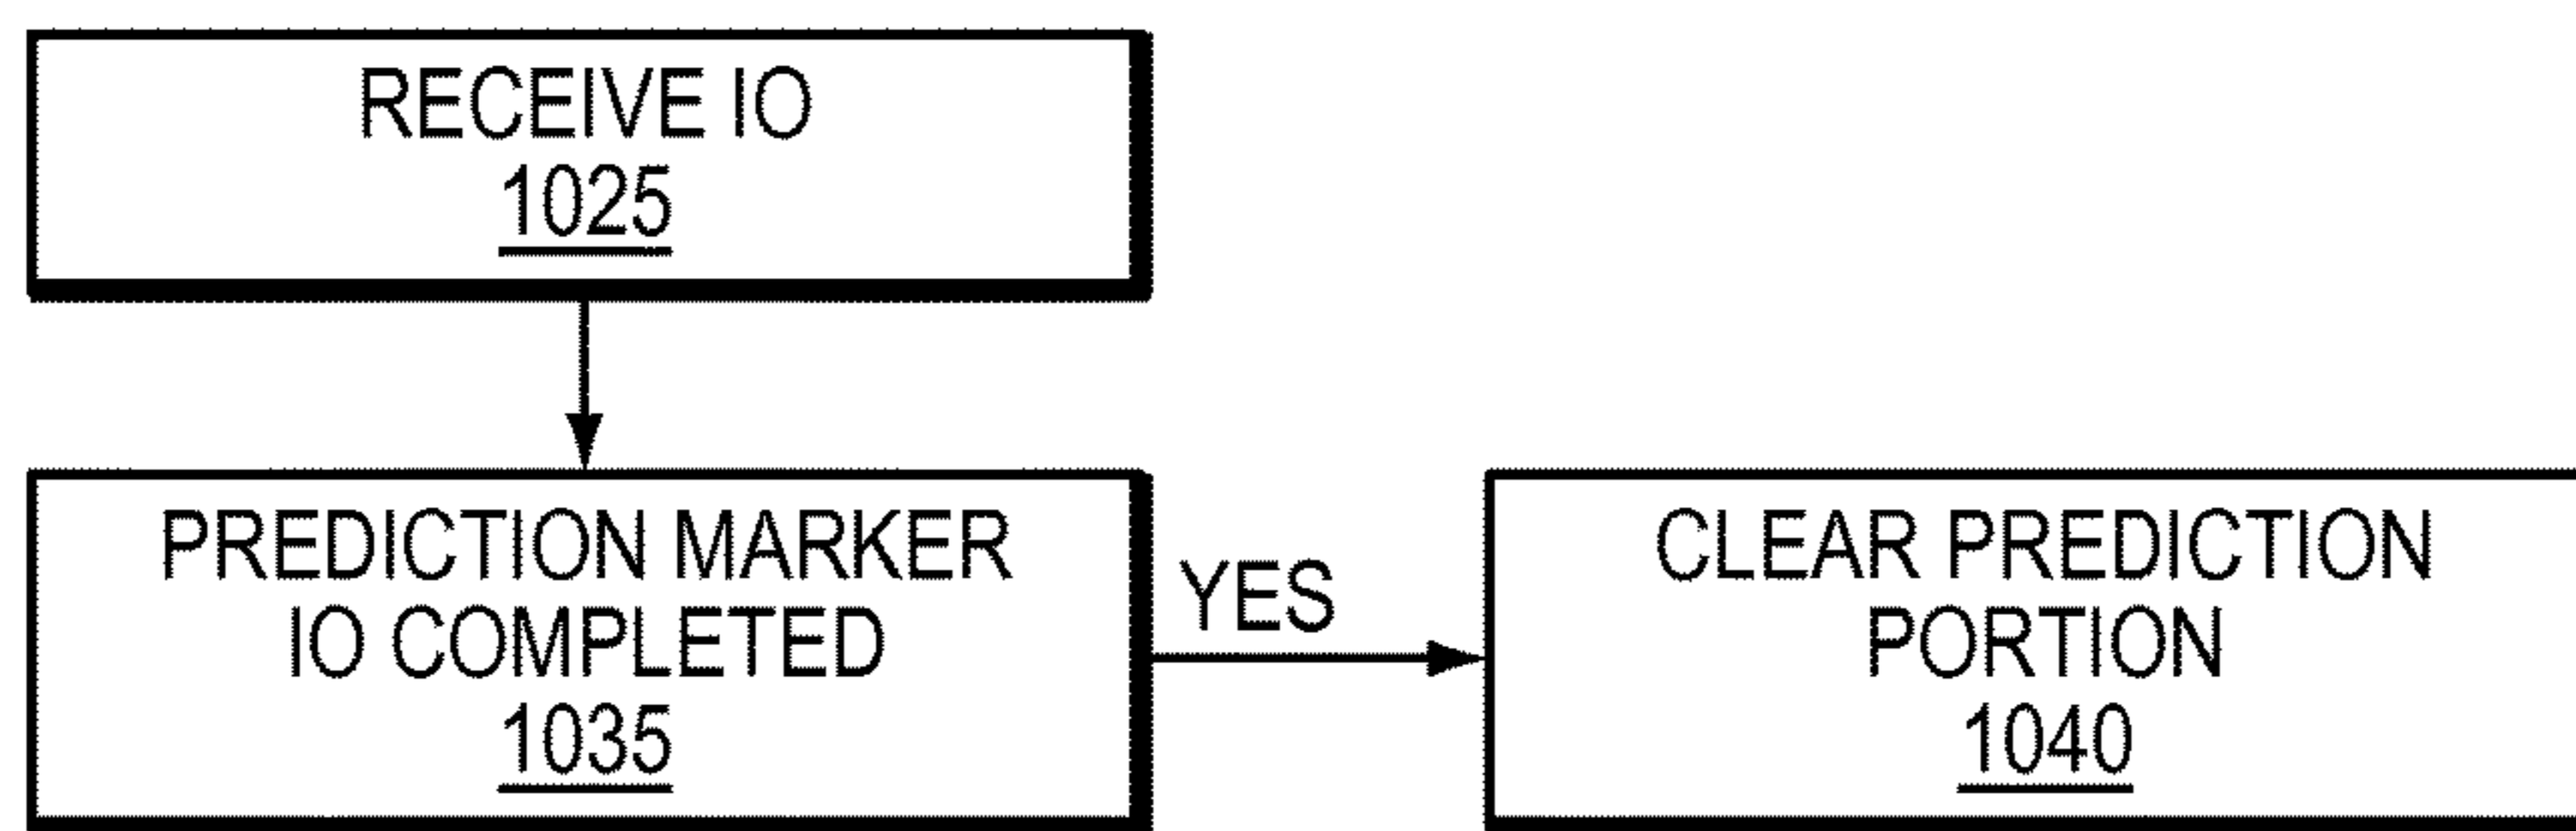 RECEIVE IO
1025
PREDICTION MARKER
IO COMPLETED
1035
YES
CLEAR PREDICTION
PORTION
1040